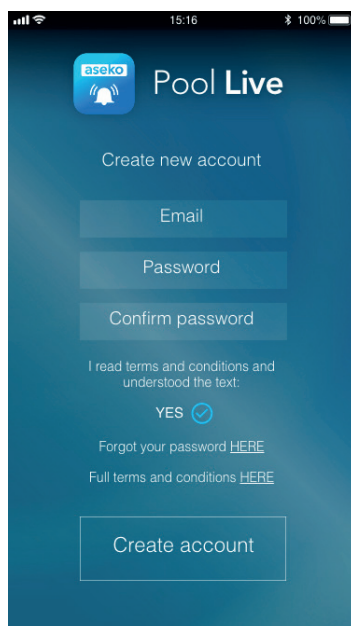 15:16
100%
aseko
Pool Live
Create new account
Email
Password
Confirm password
I read terms and conditions and
understood the text:
YES
Forgot your password HERE
Full terms and conditions HERE
Create account